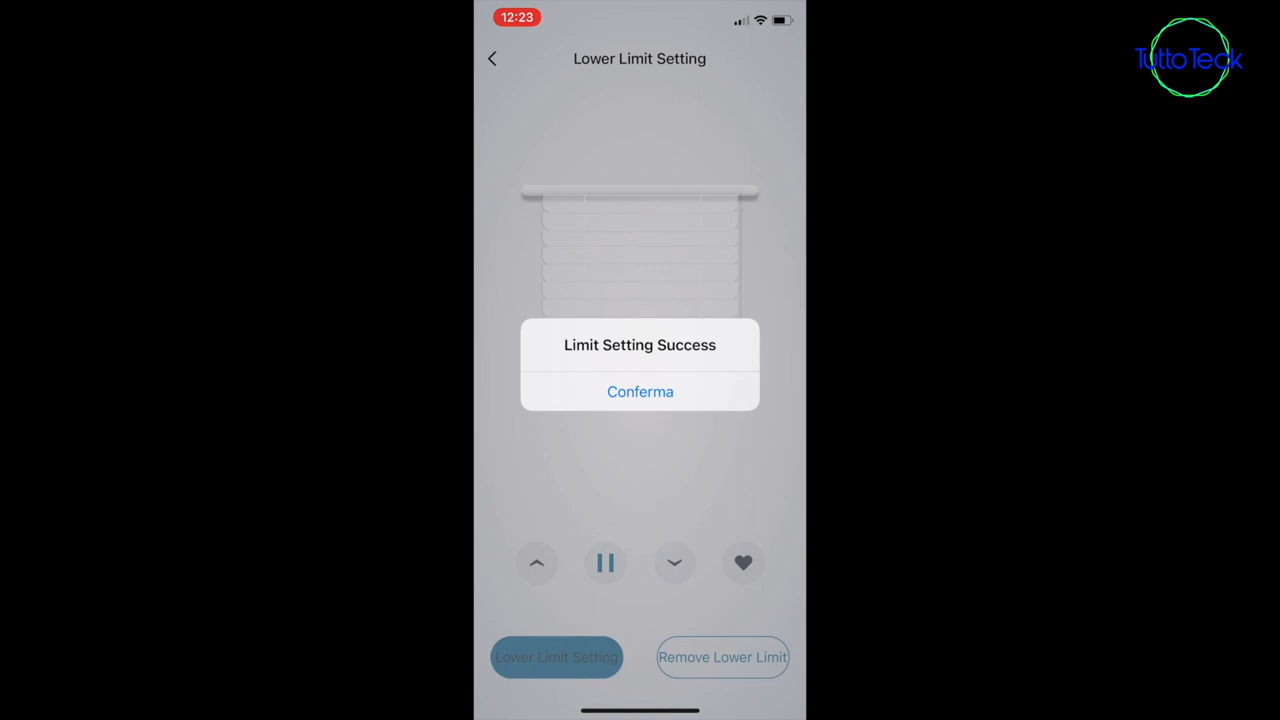 12:23
TuttoTeck
Lower Limit Setting
Limit Setting Success
Conferma
Lower Limit Setting
Remove Lower Limit